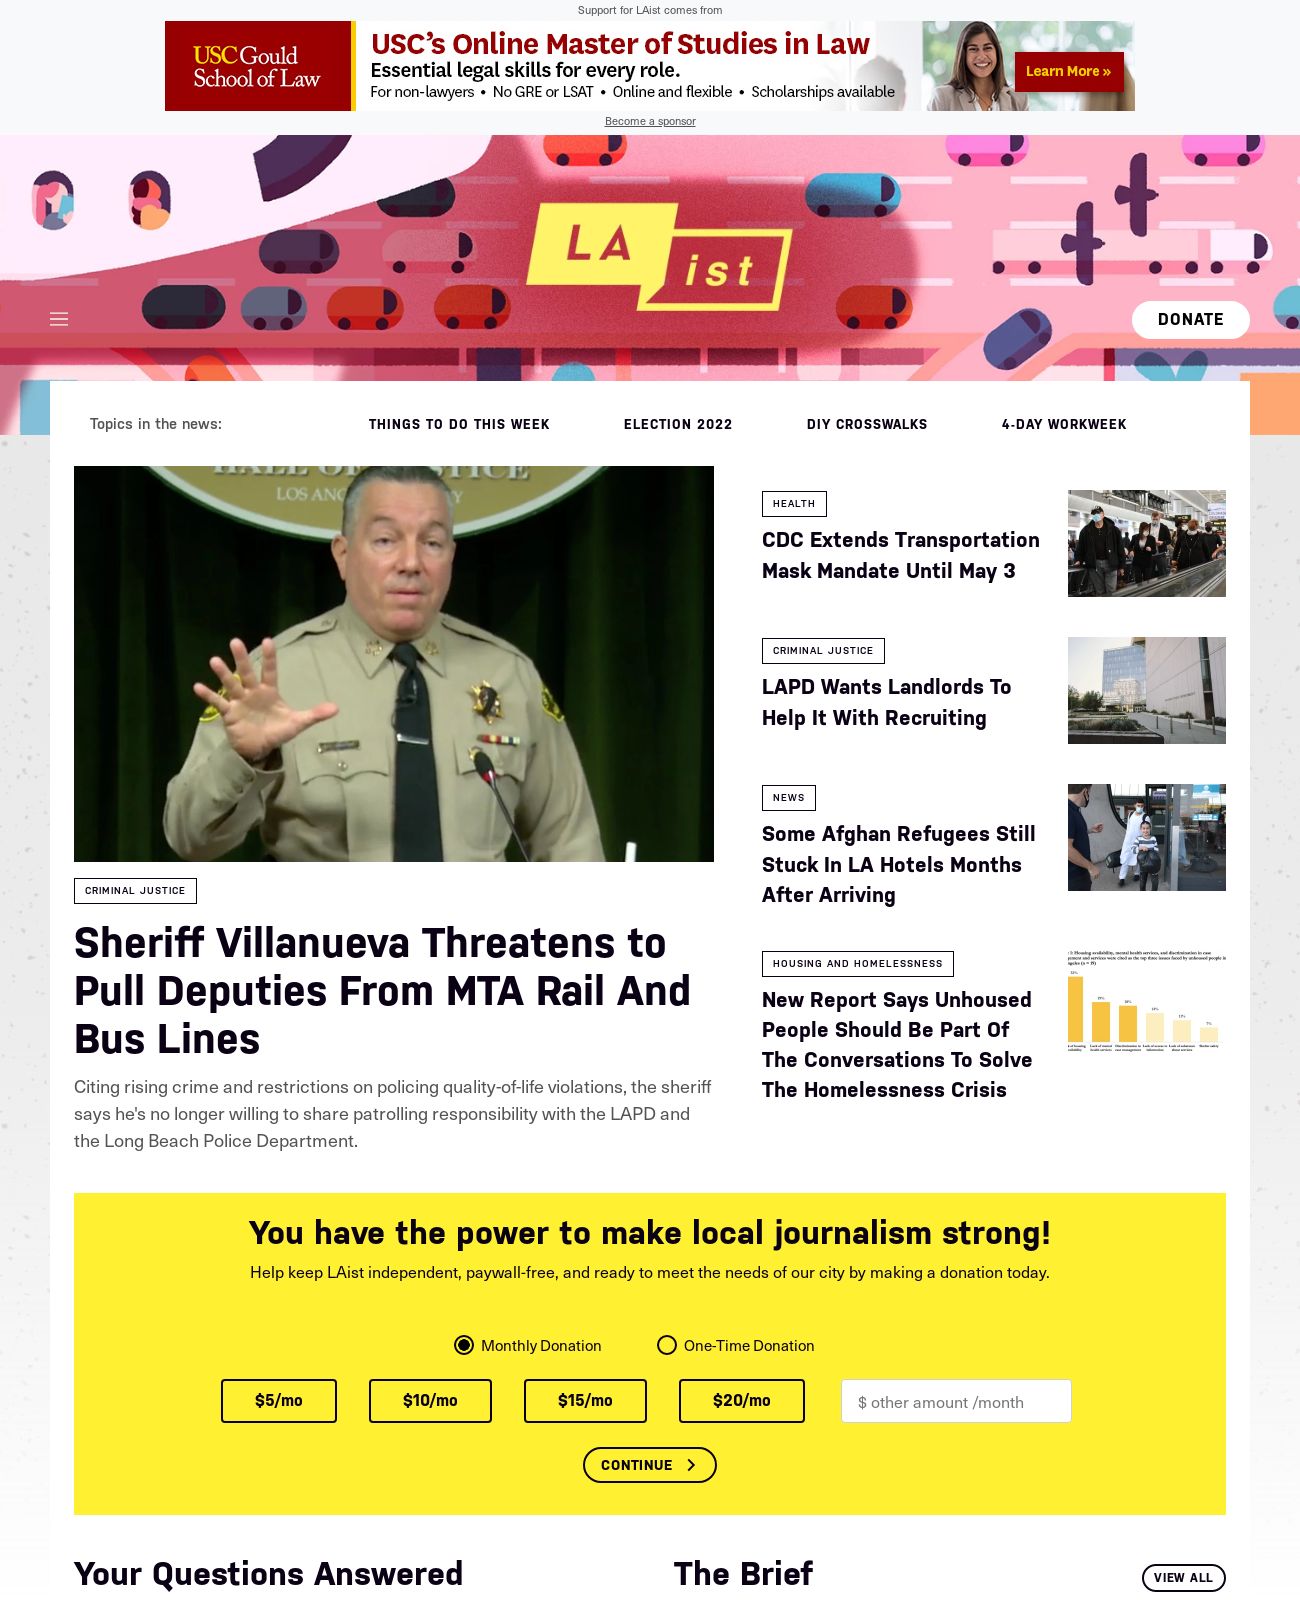 Support for LAist comes from
USC Gould
School of Law
USC's Online Master of Studies in Law
Essential legal skills for every role.
For non-lawyers • No GRE or LSAT • Online and flexible • Scholarships available
Learn More »
Become a sponsor
LA
ist
DONATE
Topics in the news:
THINGS TO DO THIS WEEK
ELECTION 2022
DIY CROSSWALKS
4-DAY WORKWEEK
CRIMINAL JUSTICE
Sheriff Villanueva Threatens to
Pull Deputies From MTA Rail And
Bus Lines
Citing rising crime and restrictions on policing quality-of-life violations, the sheriff
says he's no longer willing to share patrolling responsibility with the LAPD and
the Long Beach Police Department.
HEALTH
CDC Extends Transportation
Mask Mandate Until May 3
CRIMINAL JUSTICE
LAPD Wants Landlords To
Help It With Recruiting
NEWS
Some Afghan Refugees Still
Stuck In LA Hotels Months
After Arriving
HOUSING AND HOMELESSNESS
New Report Says Unhoused
People Should Be Part Of
The Conversations To Solve
The Homelessness Crisis
You have the power to make local journalism strong!
Help keep LAist independent, paywall-free, and ready to meet the needs of our city by making a donation today.
Monthly Donation
One-Time Donation
$5/mo
$10/mo
$15/mo
$20/mo
$ other amount /month
CONTINUE
Your Questions Answered
The Brief
VIEW ALL